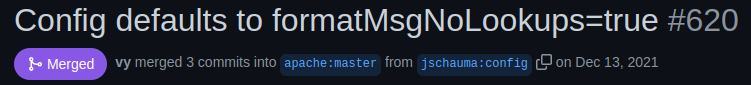 Config defaults to formatMsgNoLookups=true #620
Merged vy merged 3 commits into apache:master from jschauma:config on Dec 13, 2021